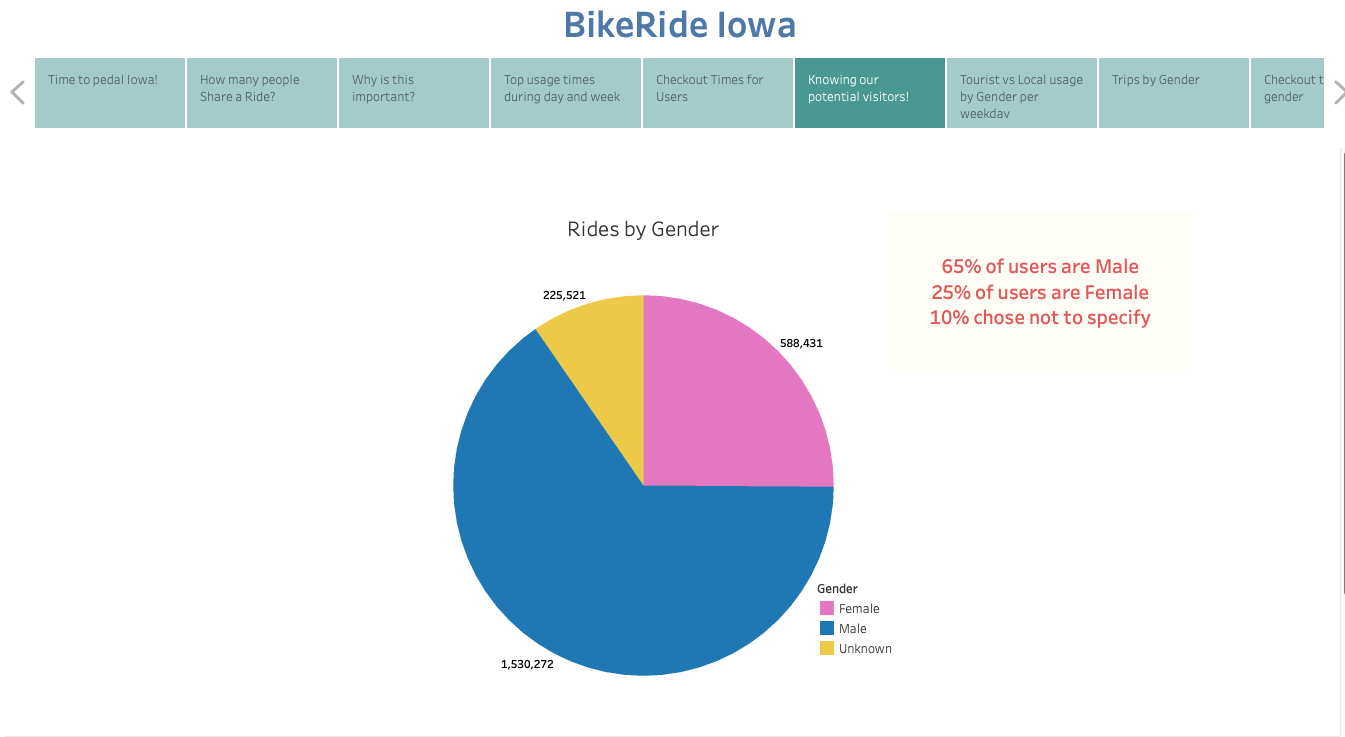 BikeRide Iowa
Time to pedal Iowa!
How many people
Share a Ride?
Why is this
important?
Top usage times
during day and week
Checkout Times for
Users
Knowing our
potential visitors!
Tourist vs Local usage
by Gender per
weekday
Trips by Gender
Checkout t
gender
Rides by Gender
65% of users are Male
25% of users are Female
10% chose not to specify
225,521
588,431
1,530,272
Gender
Female
Male
Unknown